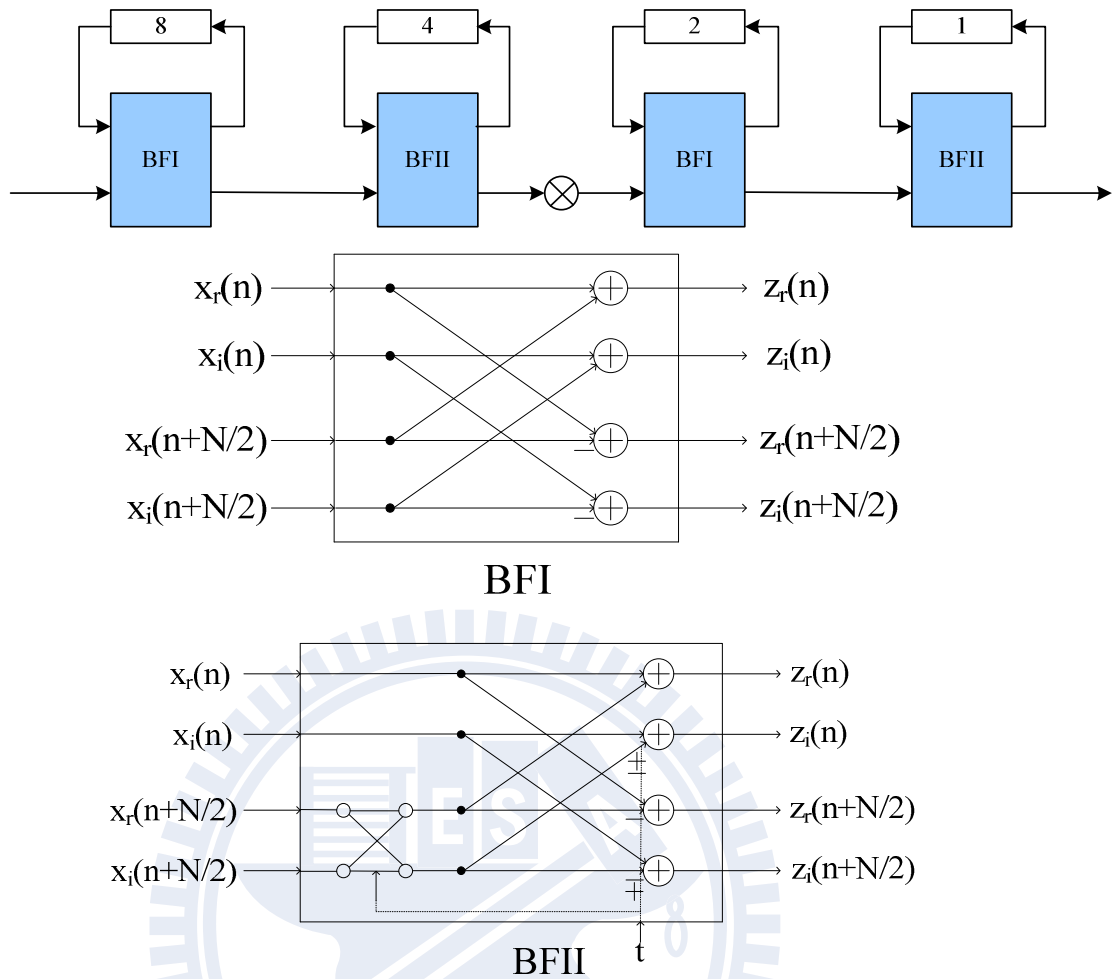 8 4 2 1
BFI BFII BFI BFII
xᵣ(n) zᵣ(n)
xᵢ(n) zᵢ(n)
xᵣ(n+N/2) zᵣ(n+N/2)
xᵢ(n+N/2) zᵢ(n+N/2)
BFI
xᵣ(n) zᵣ(n)
xᵢ(n) zᵢ(n)
xᵣ(n+N/2) zᵣ(n+N/2)
xᵢ(n+N/2) zᵢ(n+N/2)
t
BFII
ES